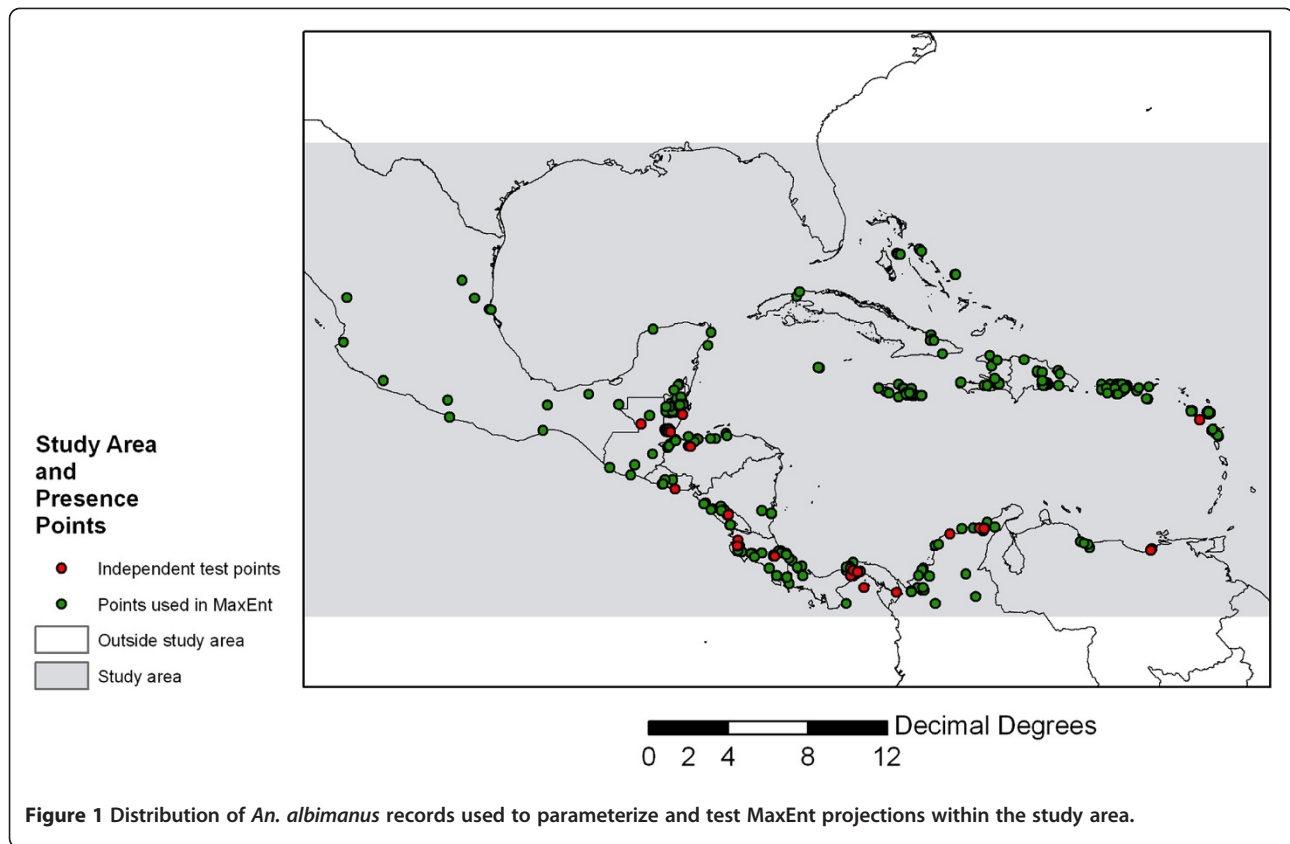 Study Area
and
Presence
Points
Independent test points
Points used in MaxEnt
Outside study area
Study area
Decimal Degrees
0 2 4 8 12
Figure 1 Distribution of An. albimanus records used to parameterize and test MaxEnt projections within the study area.